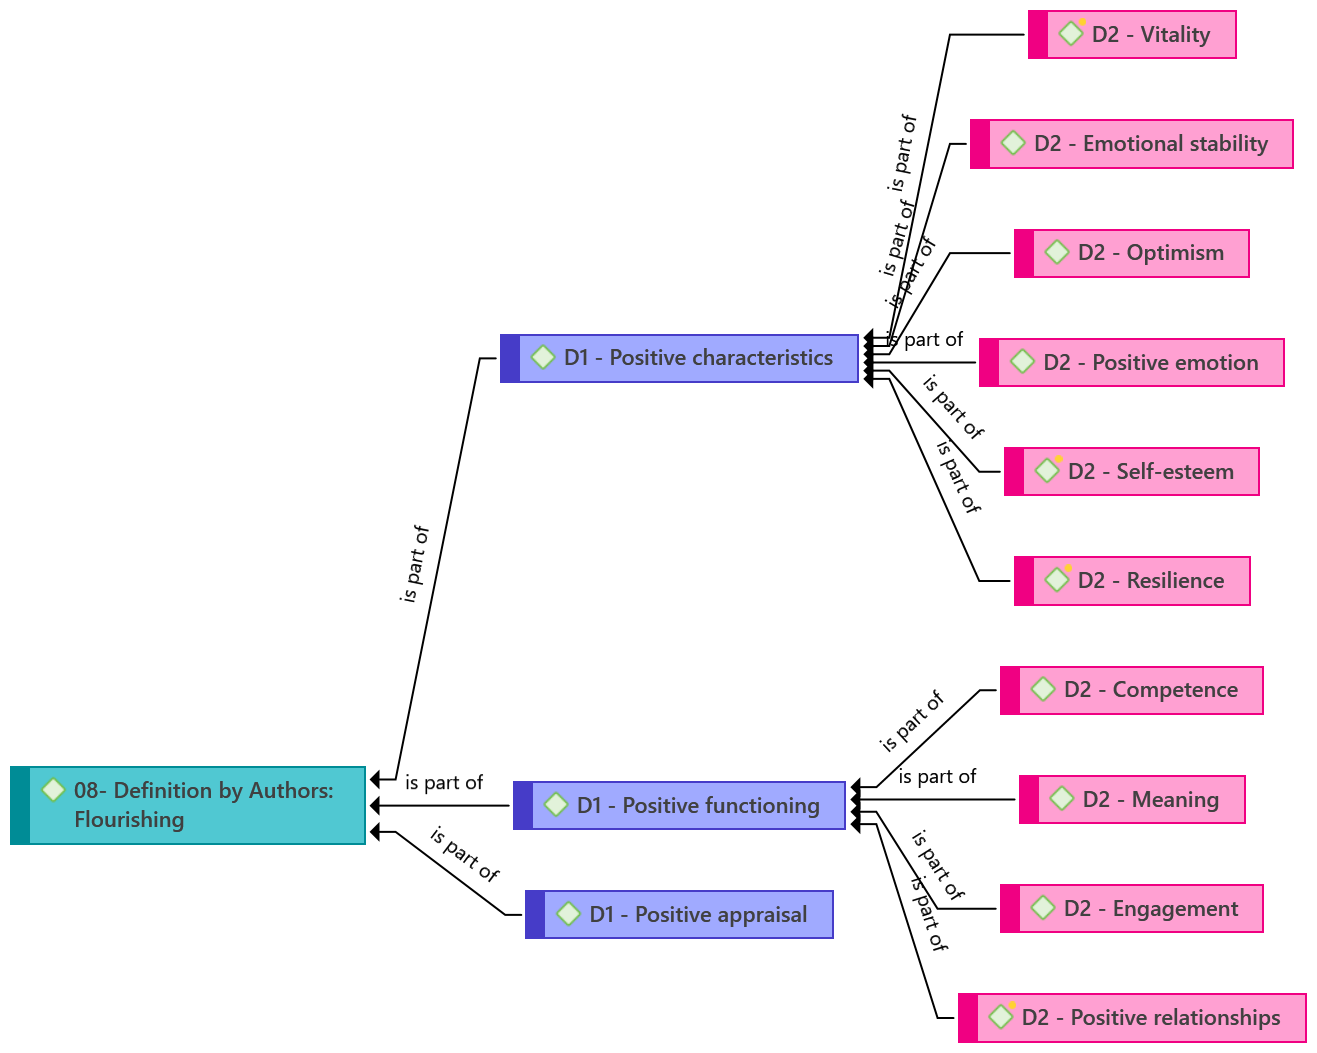 D2 - Vitality
is part of
D2 - Emotional stability
is part of
D2 - Optimism
is part of
D1 - Positive characteristics
is part of
D2 - Positive emotion
is part of
D2 - Self-esteem
is part of
D2 - Resilience
is part of
D2 - Competence
is part of
08- Definition by Authors:
Flourishing
is part of
D1 - Positive functioning
is part of
D2 - Meaning
is part of
D1 - Positive appraisal
is part of
D2 - Engagement
is part of
D2 - Positive relationships
is part of